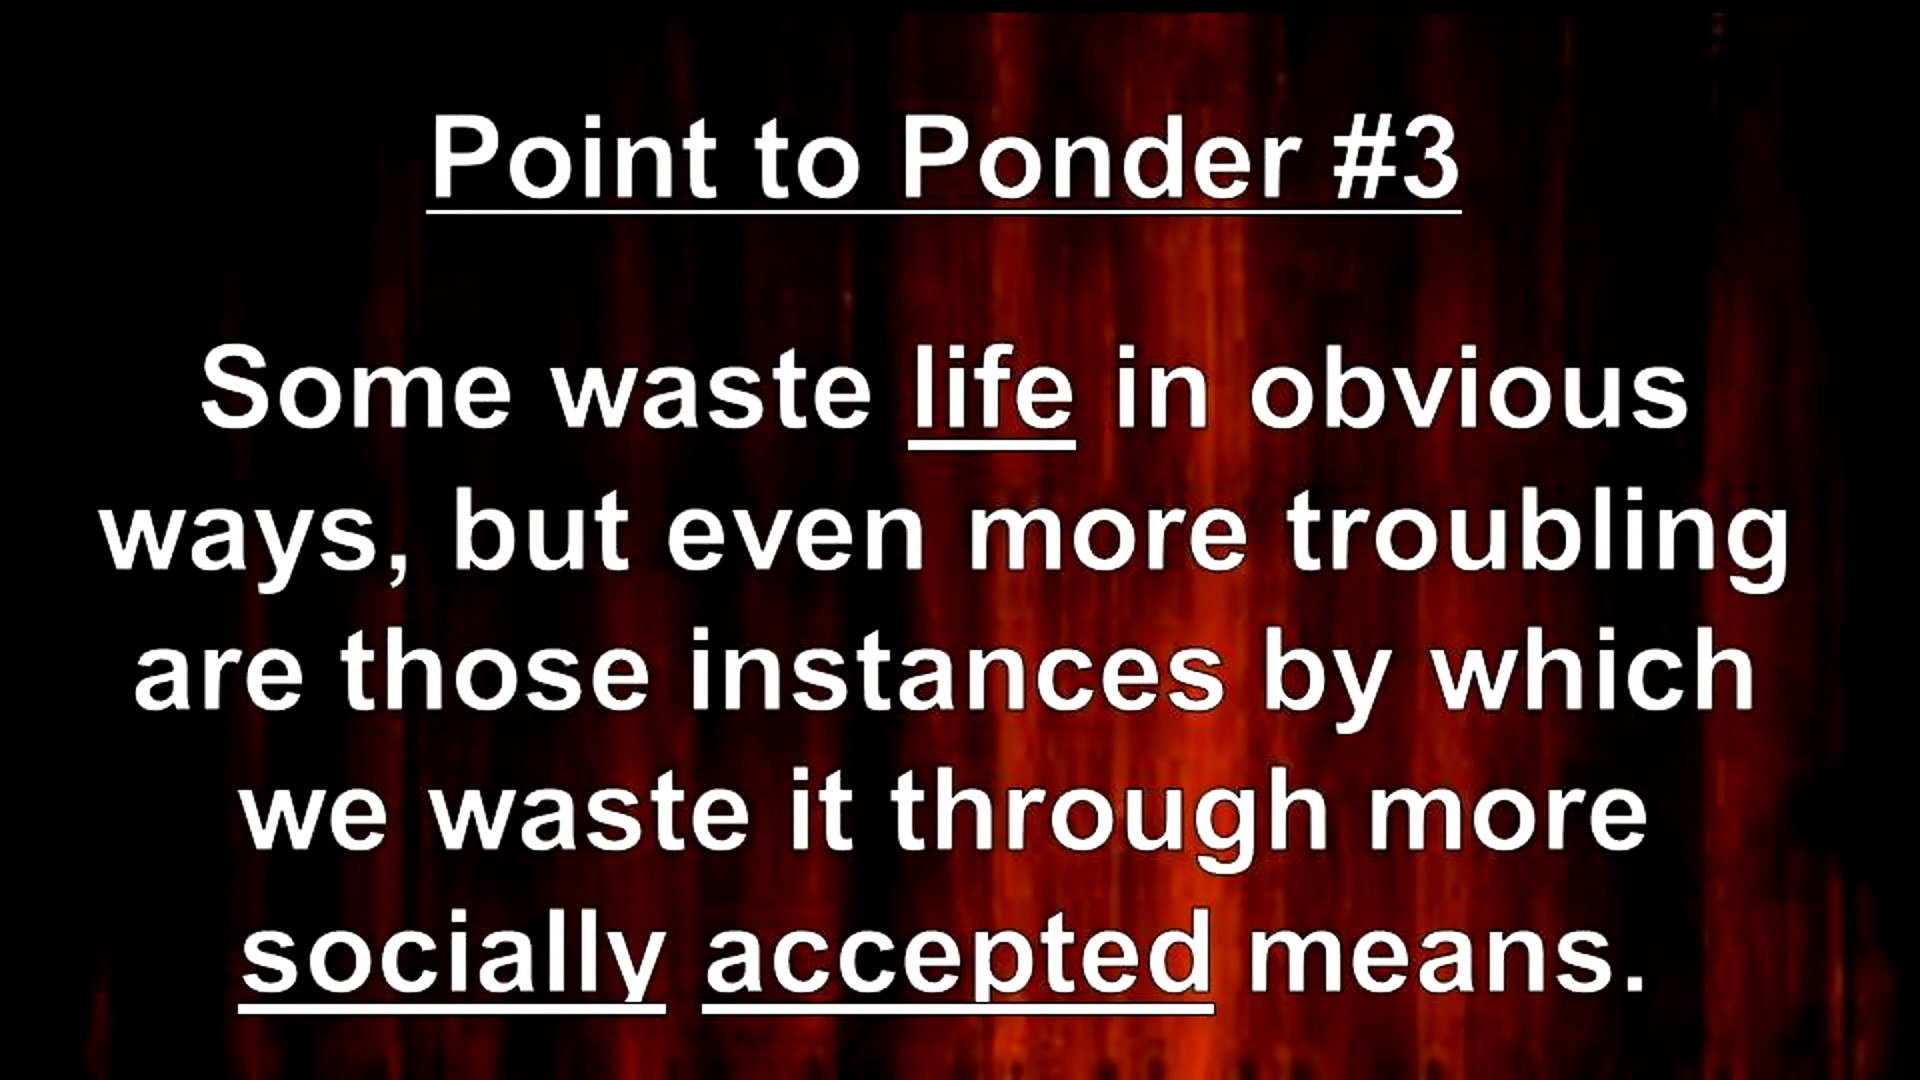 Point to Ponder #3
Some waste life in obvious
ways, but even more troubling
are those instances by which
we waste it through more
socially accepted means.